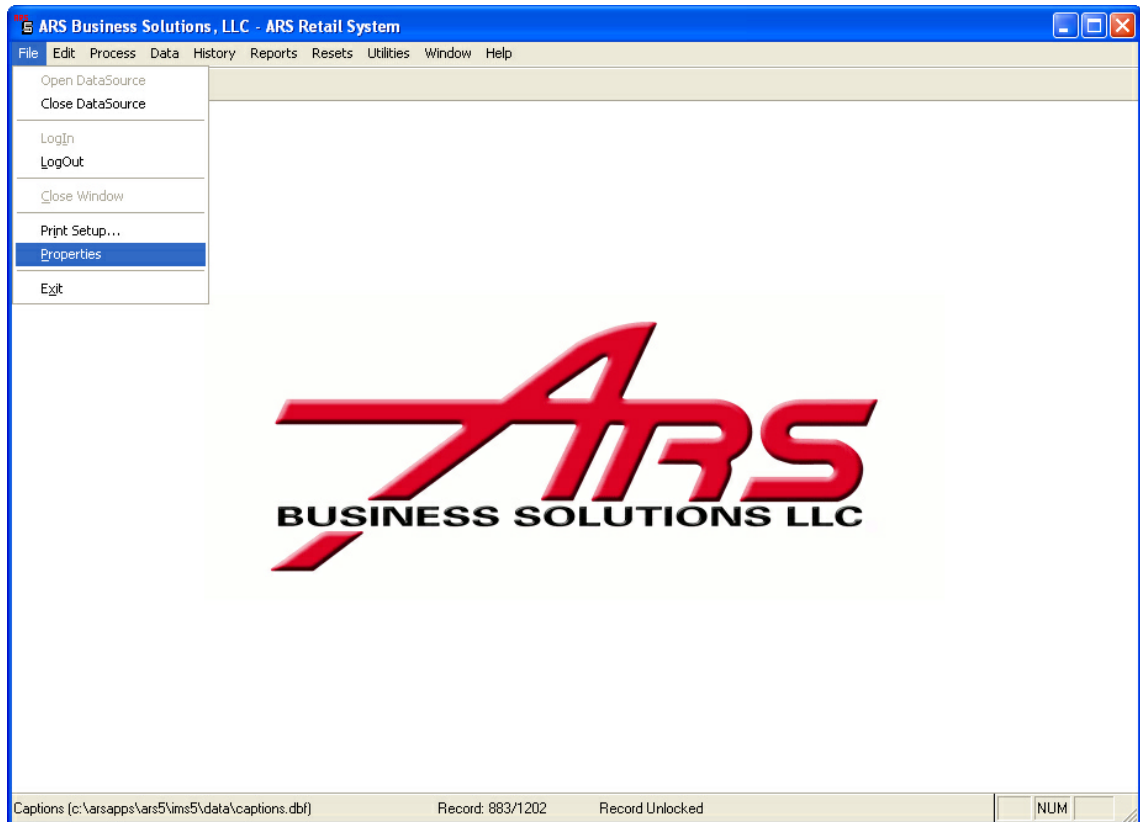 ARS Business Solutions, LLC - ARS Retail System
File Edit Process Data History Reports Resets Utilities Window Help
Open DataSource
Close DataSource
LogIn
LogOut
Close Window
Print Setup...
Properties
Exit
ARS
BUSINESS SOLUTIONS LLC
Captions (c:\arsapps\ars5\ims5\data\captions.dbf) Record: 883/1202 Record Unlocked NUM